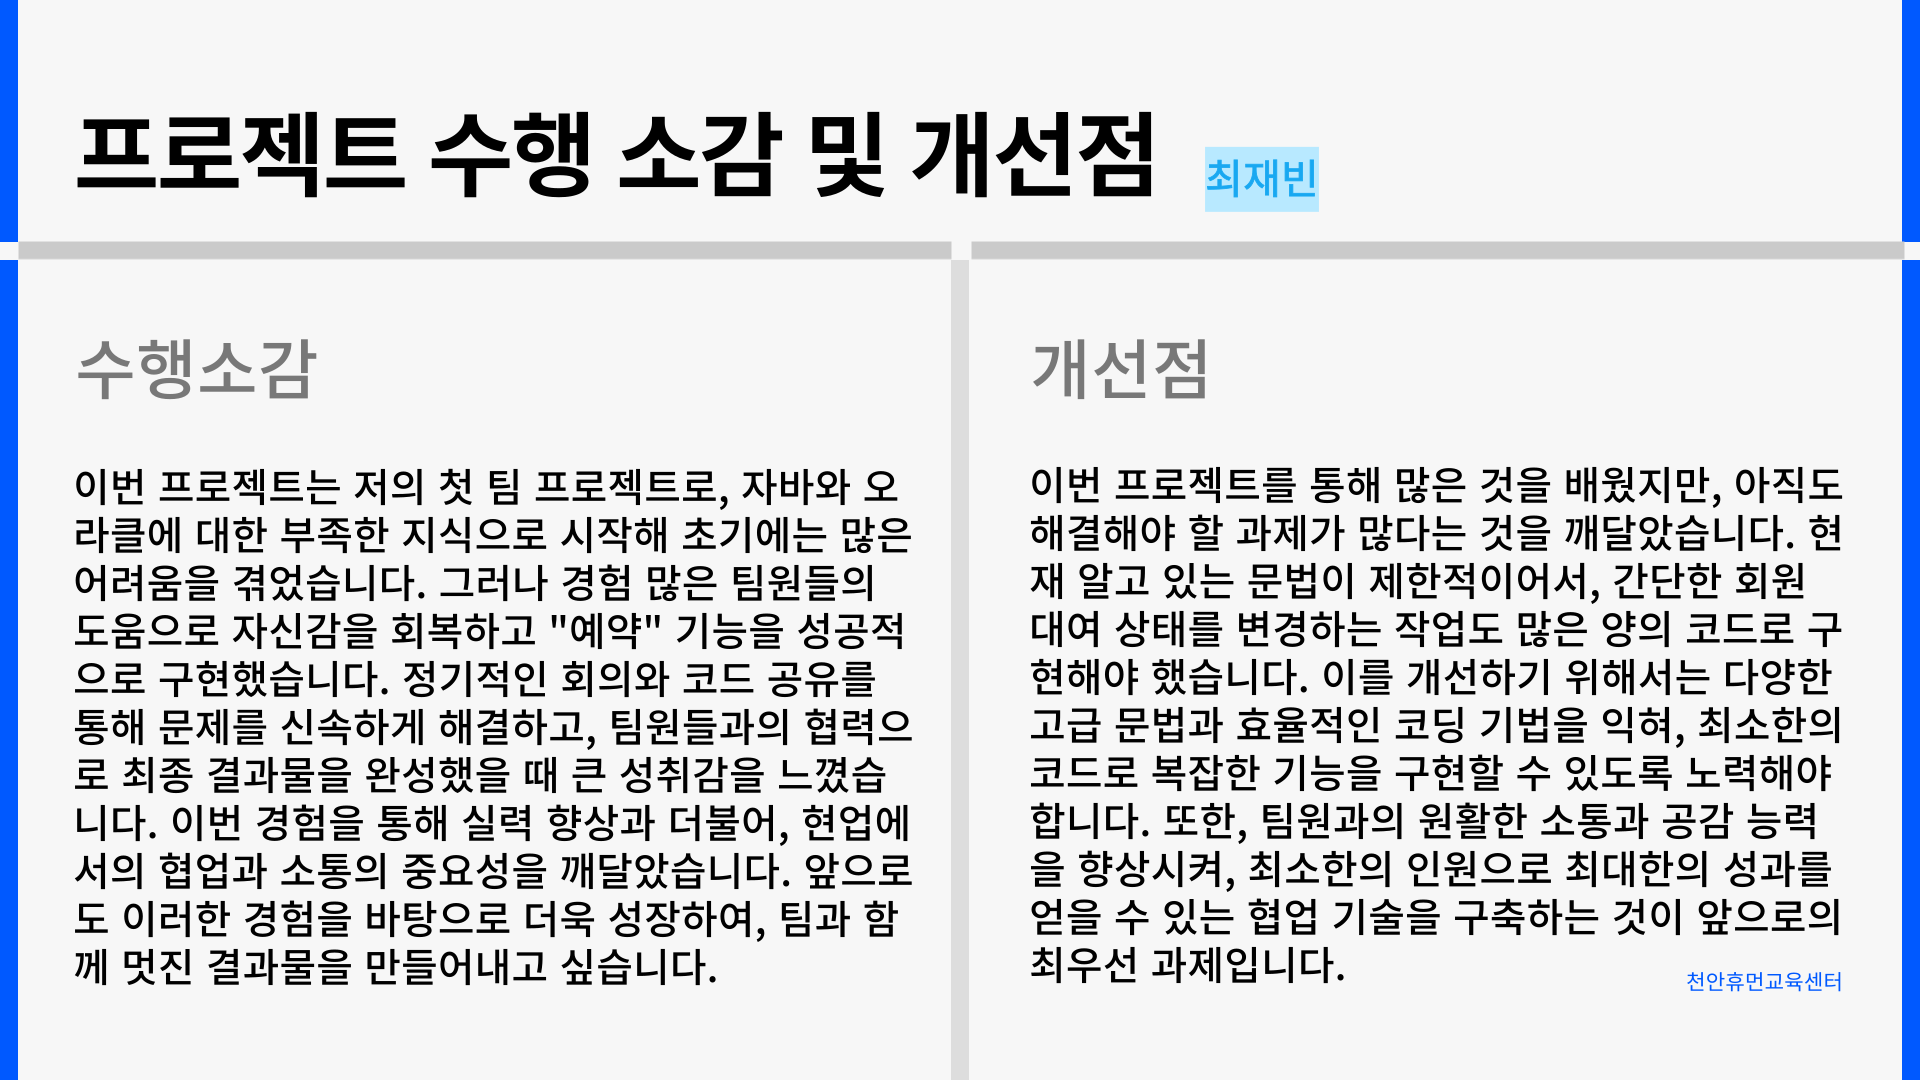 프로젝트 수행 소감 및 개선점 최재빈
수행소감
이번 프로젝트는 저의 첫 팀 프로젝트로, 자바와 오
라클에 대한 부족한 지식으로 시작해 초기에는 많은
어려움을 겪었습니다. 그러나 경험 많은 팀원들의
도움으로 자신감을 회복하고 "예약" 기능을 성공적
으로 구현했습니다. 정기적인 회의와 코드 공유를
통해 문제를 신속하게 해결하고, 팀원들과의 협력으
로 최종 결과물을 완성했을 때 큰 성취감을 느꼈습
니다. 이번 경험을 통해 실력 향상과 더불어, 현업에
서의 협업과 소통의 중요성을 깨달았습니다. 앞으로
도 이러한 경험을 바탕으로 더욱 성장하여, 팀과 함
께 멋진 결과물을 만들어내고 싶습니다.
개선점
이번 프로젝트를 통해 많은 것을 배웠지만, 아직도
해결해야 할 과제가 많다는 것을 깨달았습니다. 현
재 알고 있는 문법이 제한적이어서, 간단한 회원
대여 상태를 변경하는 작업도 많은 양의 코드로 구
현해야 했습니다. 이를 개선하기 위해서는 다양한
고급 문법과 효율적인 코딩 기법을 익혀, 최소한의
코드로 복잡한 기능을 구현할 수 있도록 노력해야
합니다. 또한, 팀원과의 원활한 소통과 공감 능력
을 향상시켜, 최소한의 인원으로 최대한의 성과를
얻을 수 있는 협업 기술을 구축하는 것이 앞으로의
최우선 과제입니다.
천안휴먼교육센터